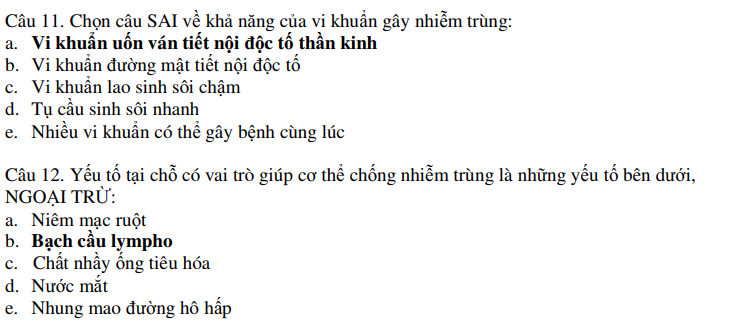 Câu 11. Chọn câu SAI về khả năng của vi khuẩn gây nhiễm trùng:
a. Vi khuẩn uốn ván tiết nội độc tố thần kinh
b. Vi khuẩn đường mật tiết nội độc tố
c. Vi khuẩn lao sinh sôi chậm
d. Tụ cầu sinh sôi nhanh
e. Nhiều vi khuẩn có thể gây bệnh cùng lúc
Câu 12. Yếu tố tại chỗ có vai trò giúp cơ thể chống nhiễm trùng là những yếu tố bên dưới,
NGOẠI TRỪ:
a. Niêm mạc ruột
b. Bạch cầu lympho
c. Chất nhầy ống tiêu hóa
d. Nước mắt
e. Nhung mao đường hô hấp